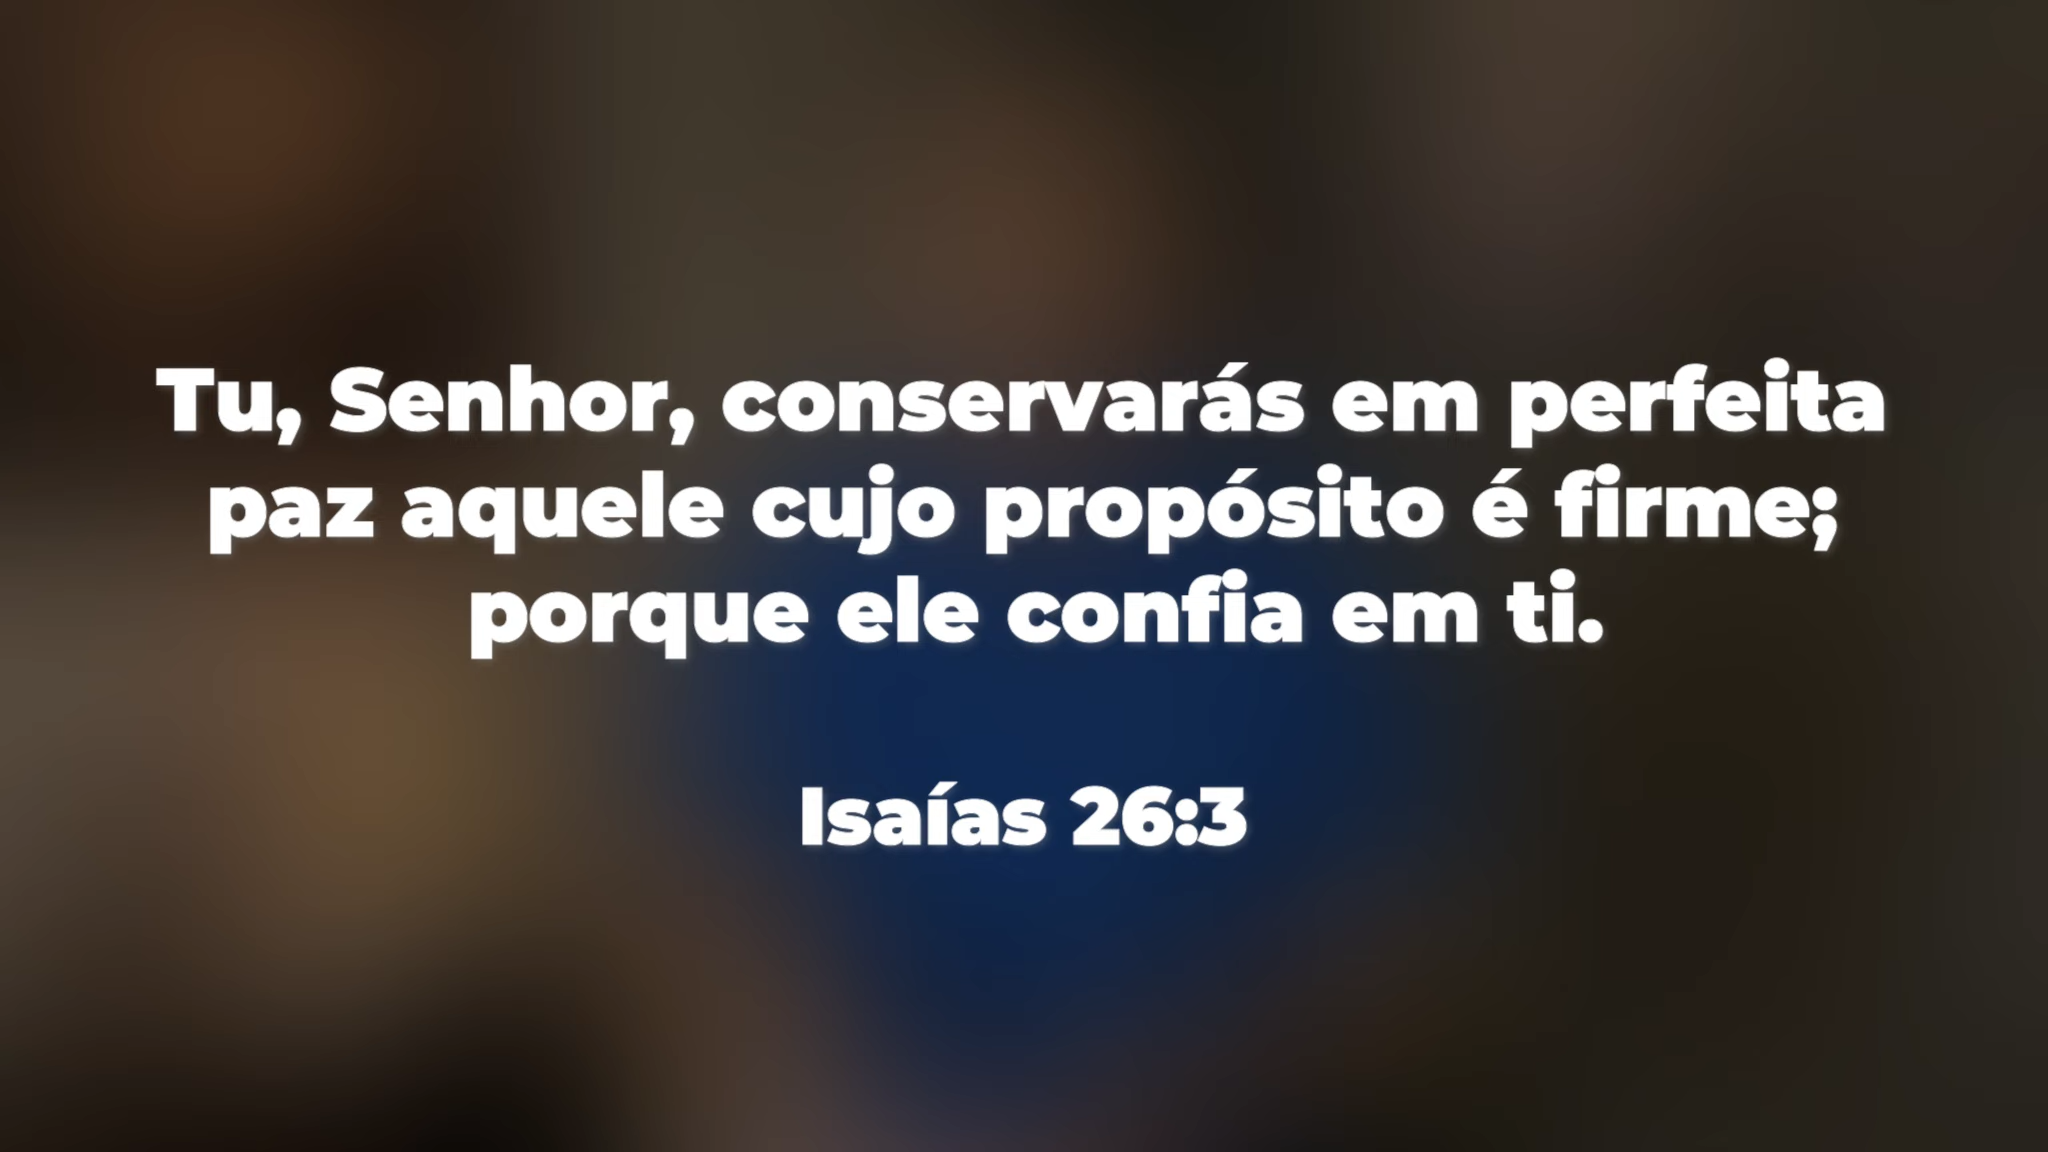 Tu, Senhor, conservarás em perfeita
paz aquele cujo propósito é firme;
porque ele confia em ti.
Isaías 26:3